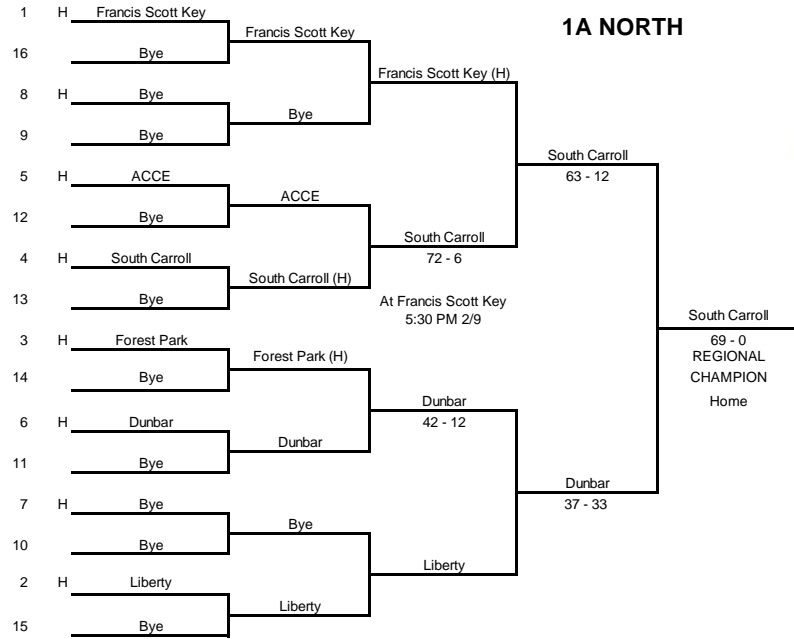 1A NORTH
1 H Francis Scott Key
Francis Scott Key
16 Bye
Francis Scott Key (H)
8 H Bye
Bye
9 Bye
South Carroll
63 - 12
5 H ACCE
ACCE
12 Bye
South Carroll
72 - 6
4 H South Carroll
South Carroll (H)
13 Bye
At Francis Scott Key
5:30 PM 2/9
South Carroll
69 - 0
REGIONAL
CHAMPION
Home
3 H Forest Park
Forest Park (H)
14 Bye
Dunbar
42 - 12
6 H Dunbar
Dunbar
11 Bye
Dunbar
37 - 33
7 H Bye
Bye
10 Bye
Liberty
2 H Liberty
Liberty
15 Bye